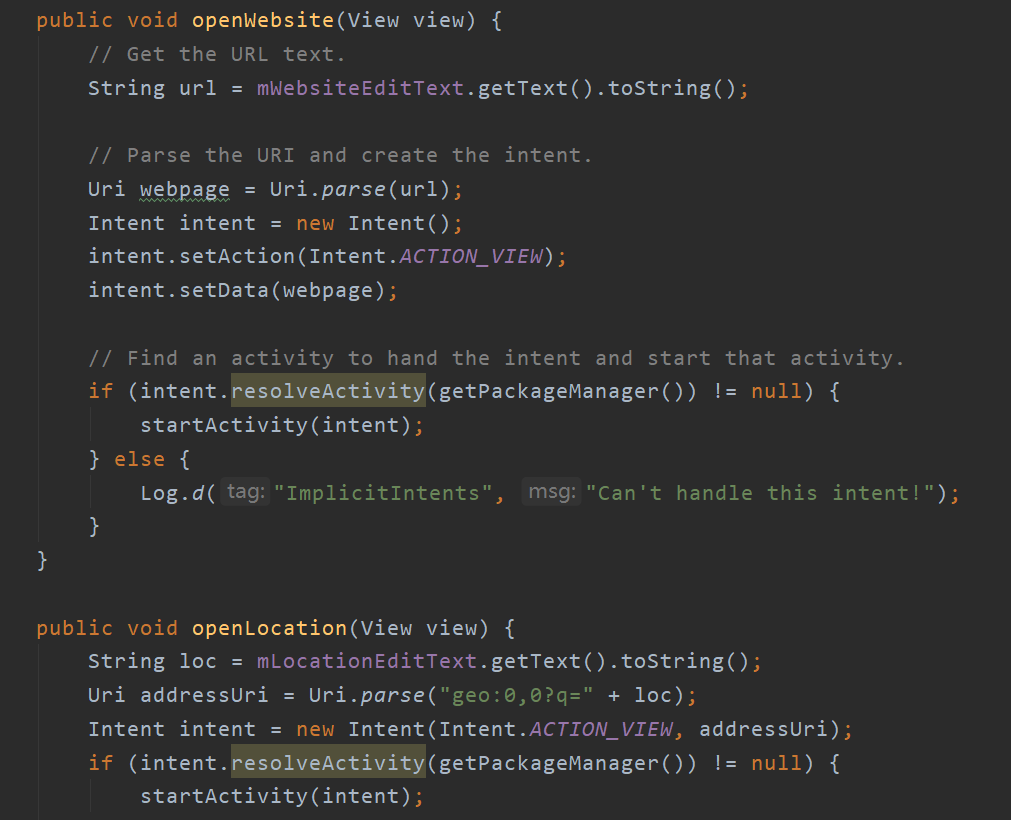 public void openWebsite(View view) {
// Get the URL text.
String url = mWebsiteEditText.getText().toString();
// Parse the URI and create the intent.
Uri webpage = Uri.parse(url);
Intent intent = new Intent();
intent.setAction(Intent.ACTION_VIEW);
intent.setData(webpage);
// Find an activity to hand the intent and start that activity.
if (intent.resolveActivity(getPackageManager()) != null) {
startActivity(intent);
} else {
Log.d( tag: "ImplicitIntents", msg: "Can't handle this intent!");
}
}
public void openLocation(View view) {
String loc = mLocationEditText.getText().toString();
Uri addressUri = Uri.parse("geo:0,0?q=" + loc);
Intent intent = new Intent(Intent.ACTION_VIEW, addressUri);
if (intent.resolveActivity(getPackageManager()) != null) {
startActivity(intent);